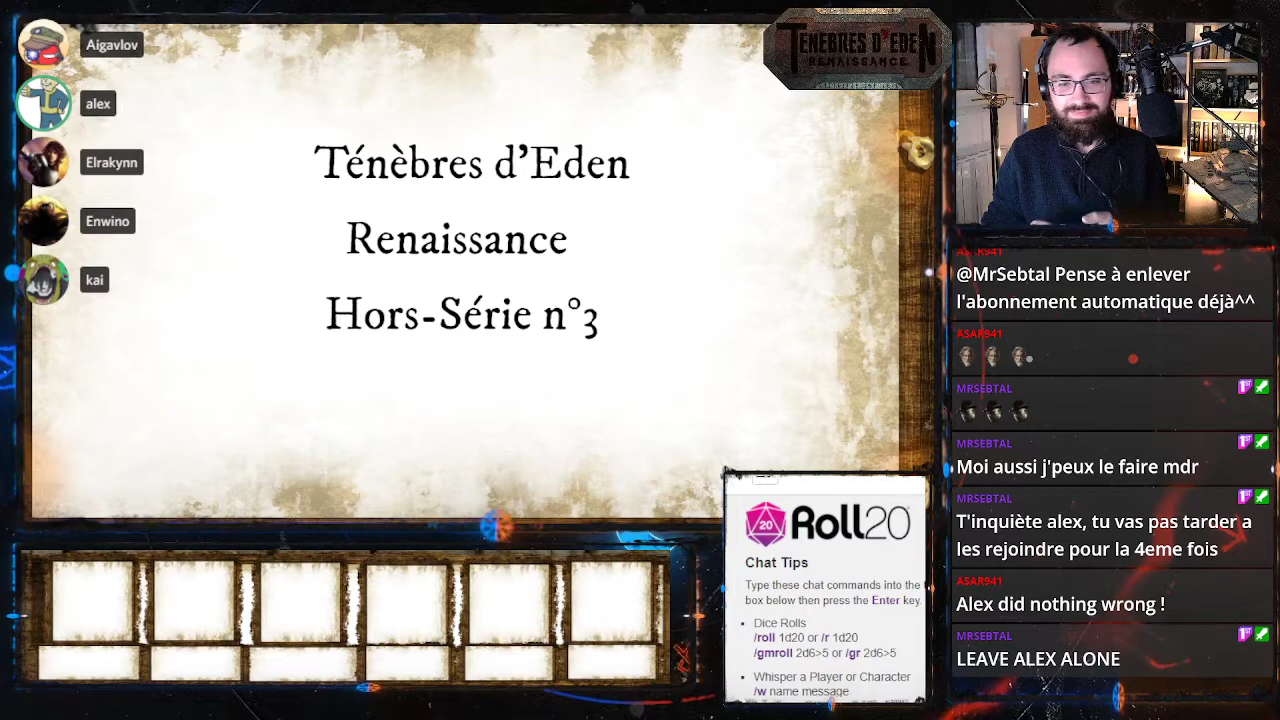 Aigavlov
alex
Elrakynn
Enwino
kai
TENEBRES D'EDEN
RENAISSANCE
Ténèbres d'Eden
Renaissance
Hors-Série n°3
ASAR941
@MrSebtal Pense à enlever
l'abonnement automatique déjà^^
ASAR941
MRSEBTAL
MRSEBTAL
Moi aussi j'peux le faire mdr
MRSEBTAL
T'inquiète alex, tu vas pas tarder a
les rejoindre pour la 4eme fois
ASAR941
Alex did nothing wrong !
MRSEBTAL
LEAVE ALEX ALONE
20
Roll20
Chat Tips
Type these chat commands into the
box below then press the Enter key.
Dice Rolls
/roll 1d20 or /r 1d20
/gmroll 2d6>5 or /gr 2d6>5
Whisper a Player or Character
/w name message